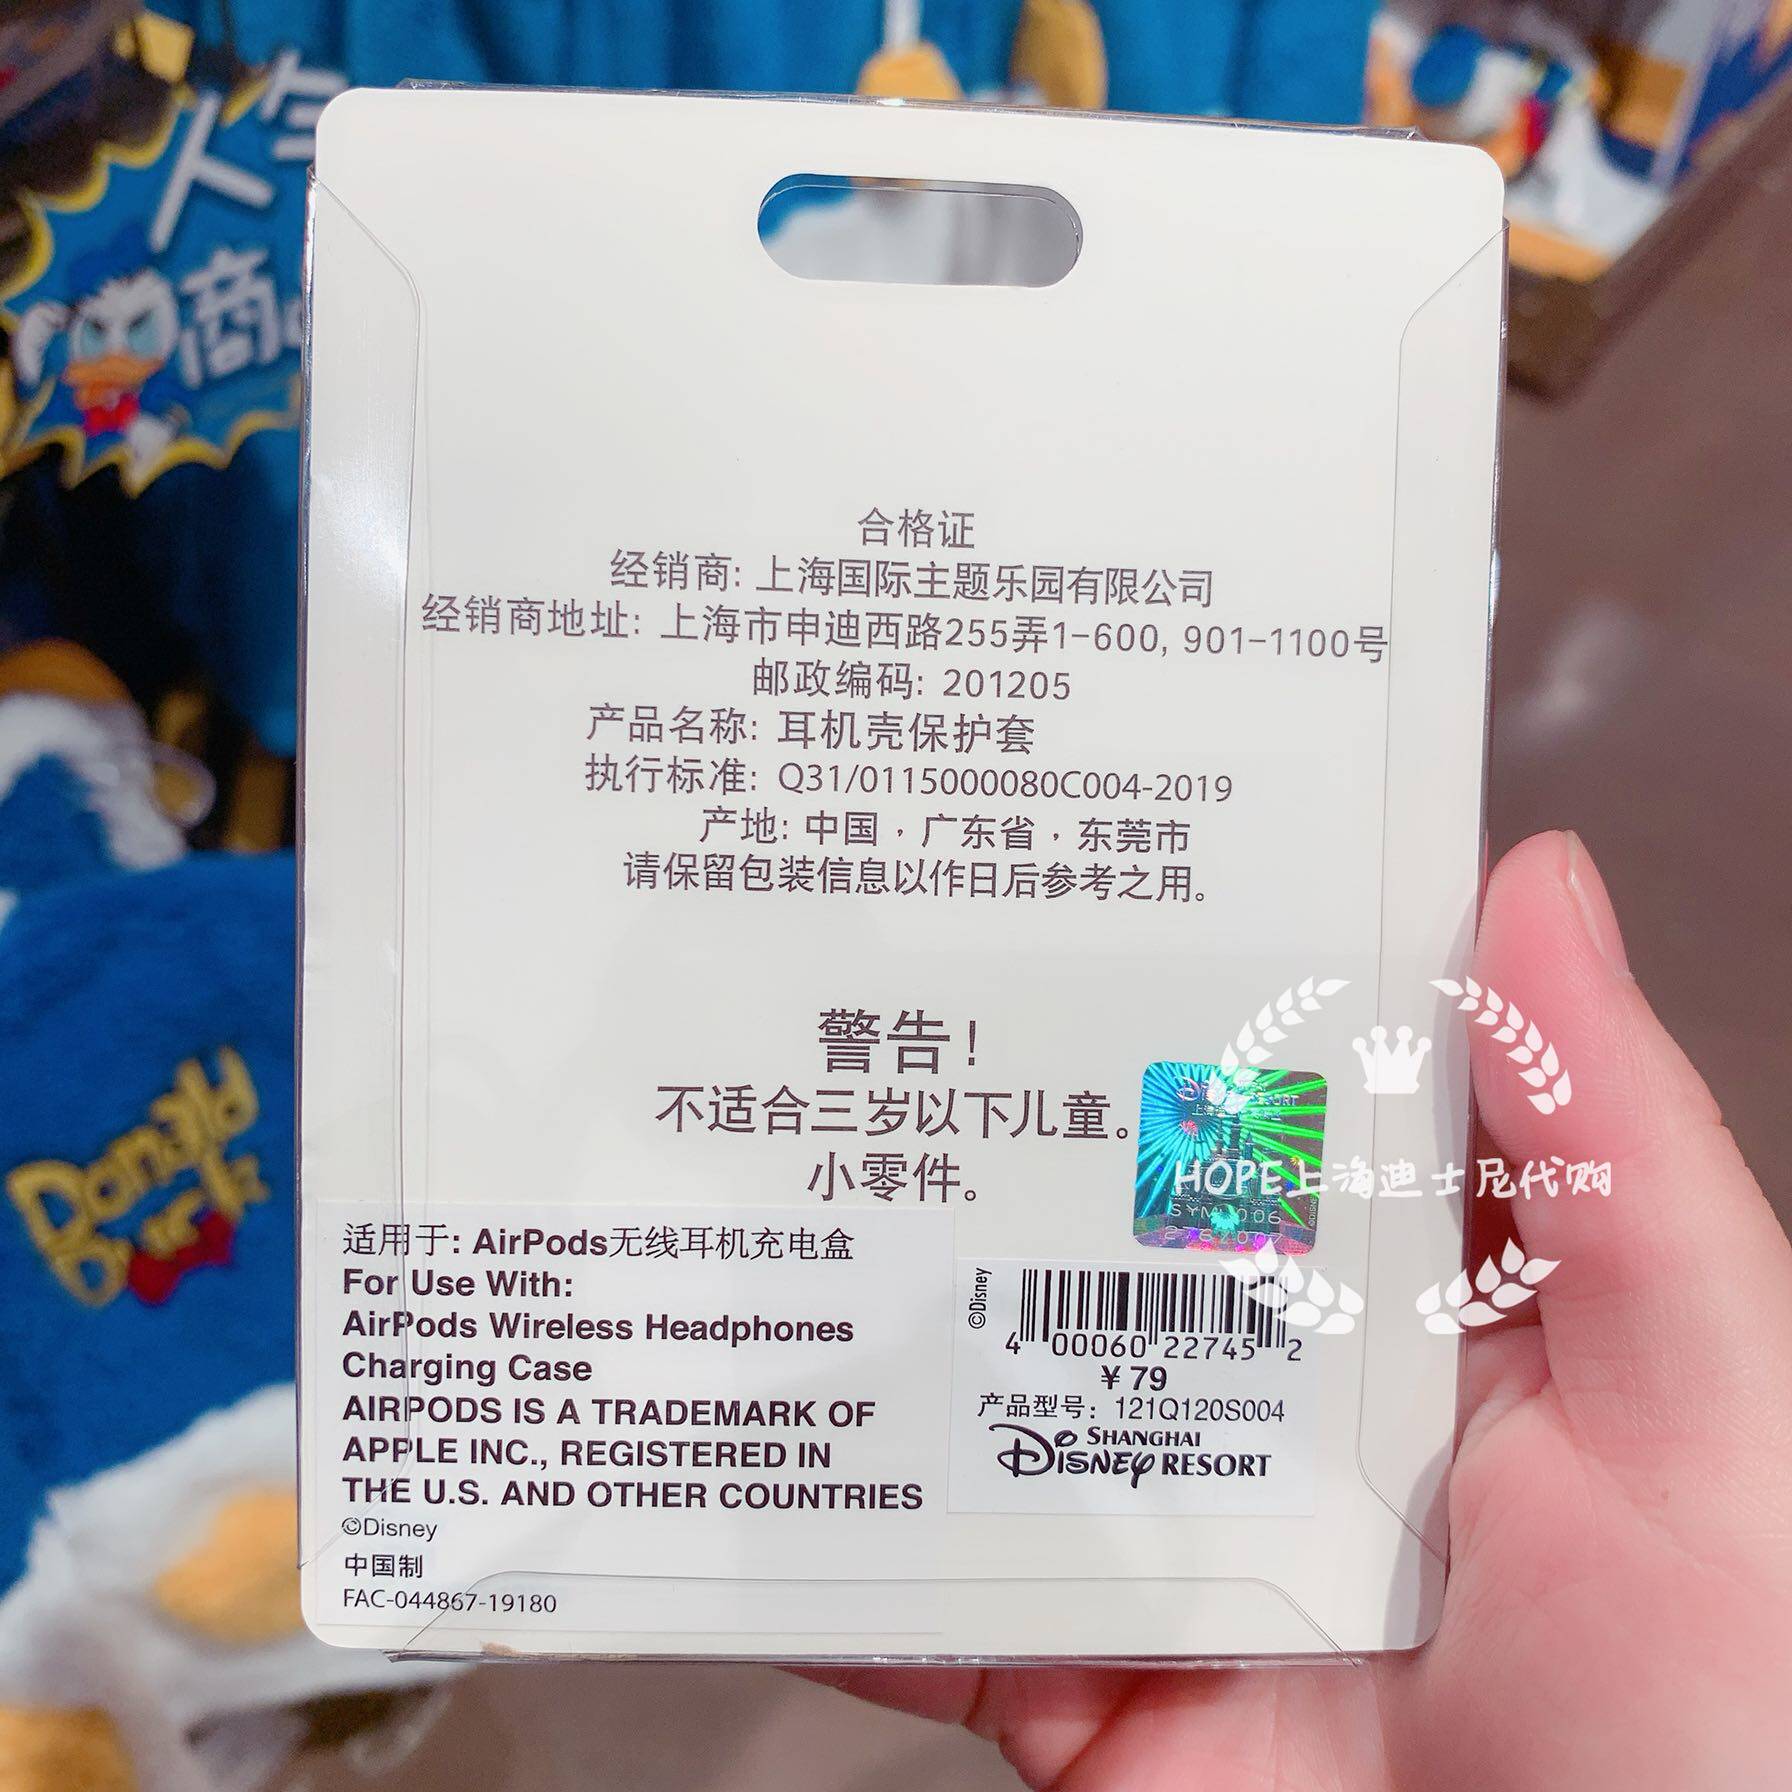 合格证
经销商: 上海国际主题乐园有限公司
经销商地址: 上海市申迪西路255弄1-600, 901-1100号
邮政编码: 201205
产品名称: 耳机壳保护套
执行标准: Q31/0115000080C004-2019
产地: 中国，广东省，东莞市
请保留包装信息以作日后参考之用。
警告!
不适合三岁以下儿童。
小零件。
HOPE上海迪士尼代购
适用于: AirPods无线耳机充电盒
For Use With:
AirPods Wireless Headphones
Charging Case
AIRPODS IS A TRADEMARK OF
APPLE INC., REGISTERED IN
THE U.S. AND OTHER COUNTRIES
©Disney
中国制
FAC-044867-19180
©Disney
4 00060 22745 2
¥ 79
产品型号: 121Q120S004
SHANGHAI
Disney RESORT
人
商
Donald
Duck